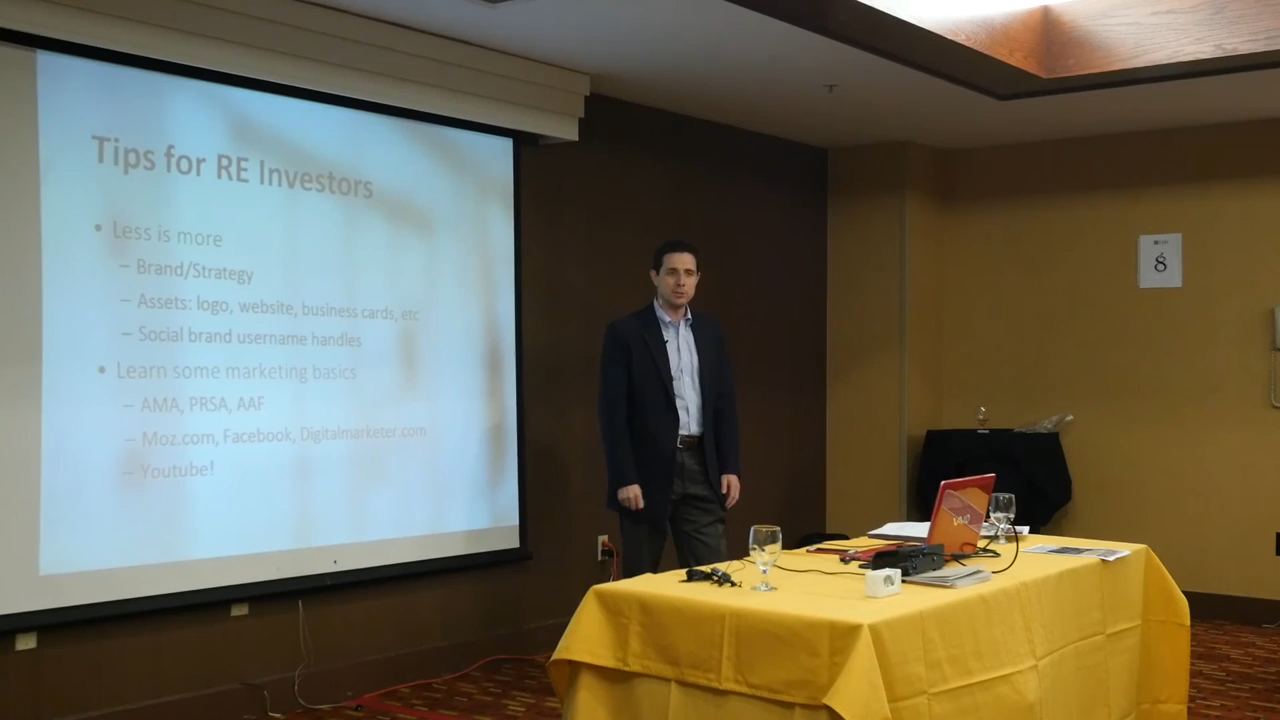 Tips for RE Investors
• Less is more
– Brand/Strategy
– Assets: logo, website, business cards, etc
– Social brand username handles
• Learn some marketing basics
– AMA, PRSA, AAF
– Moz.com, Facebook, Digitalmarketer.com
– Youtube!
VAIO